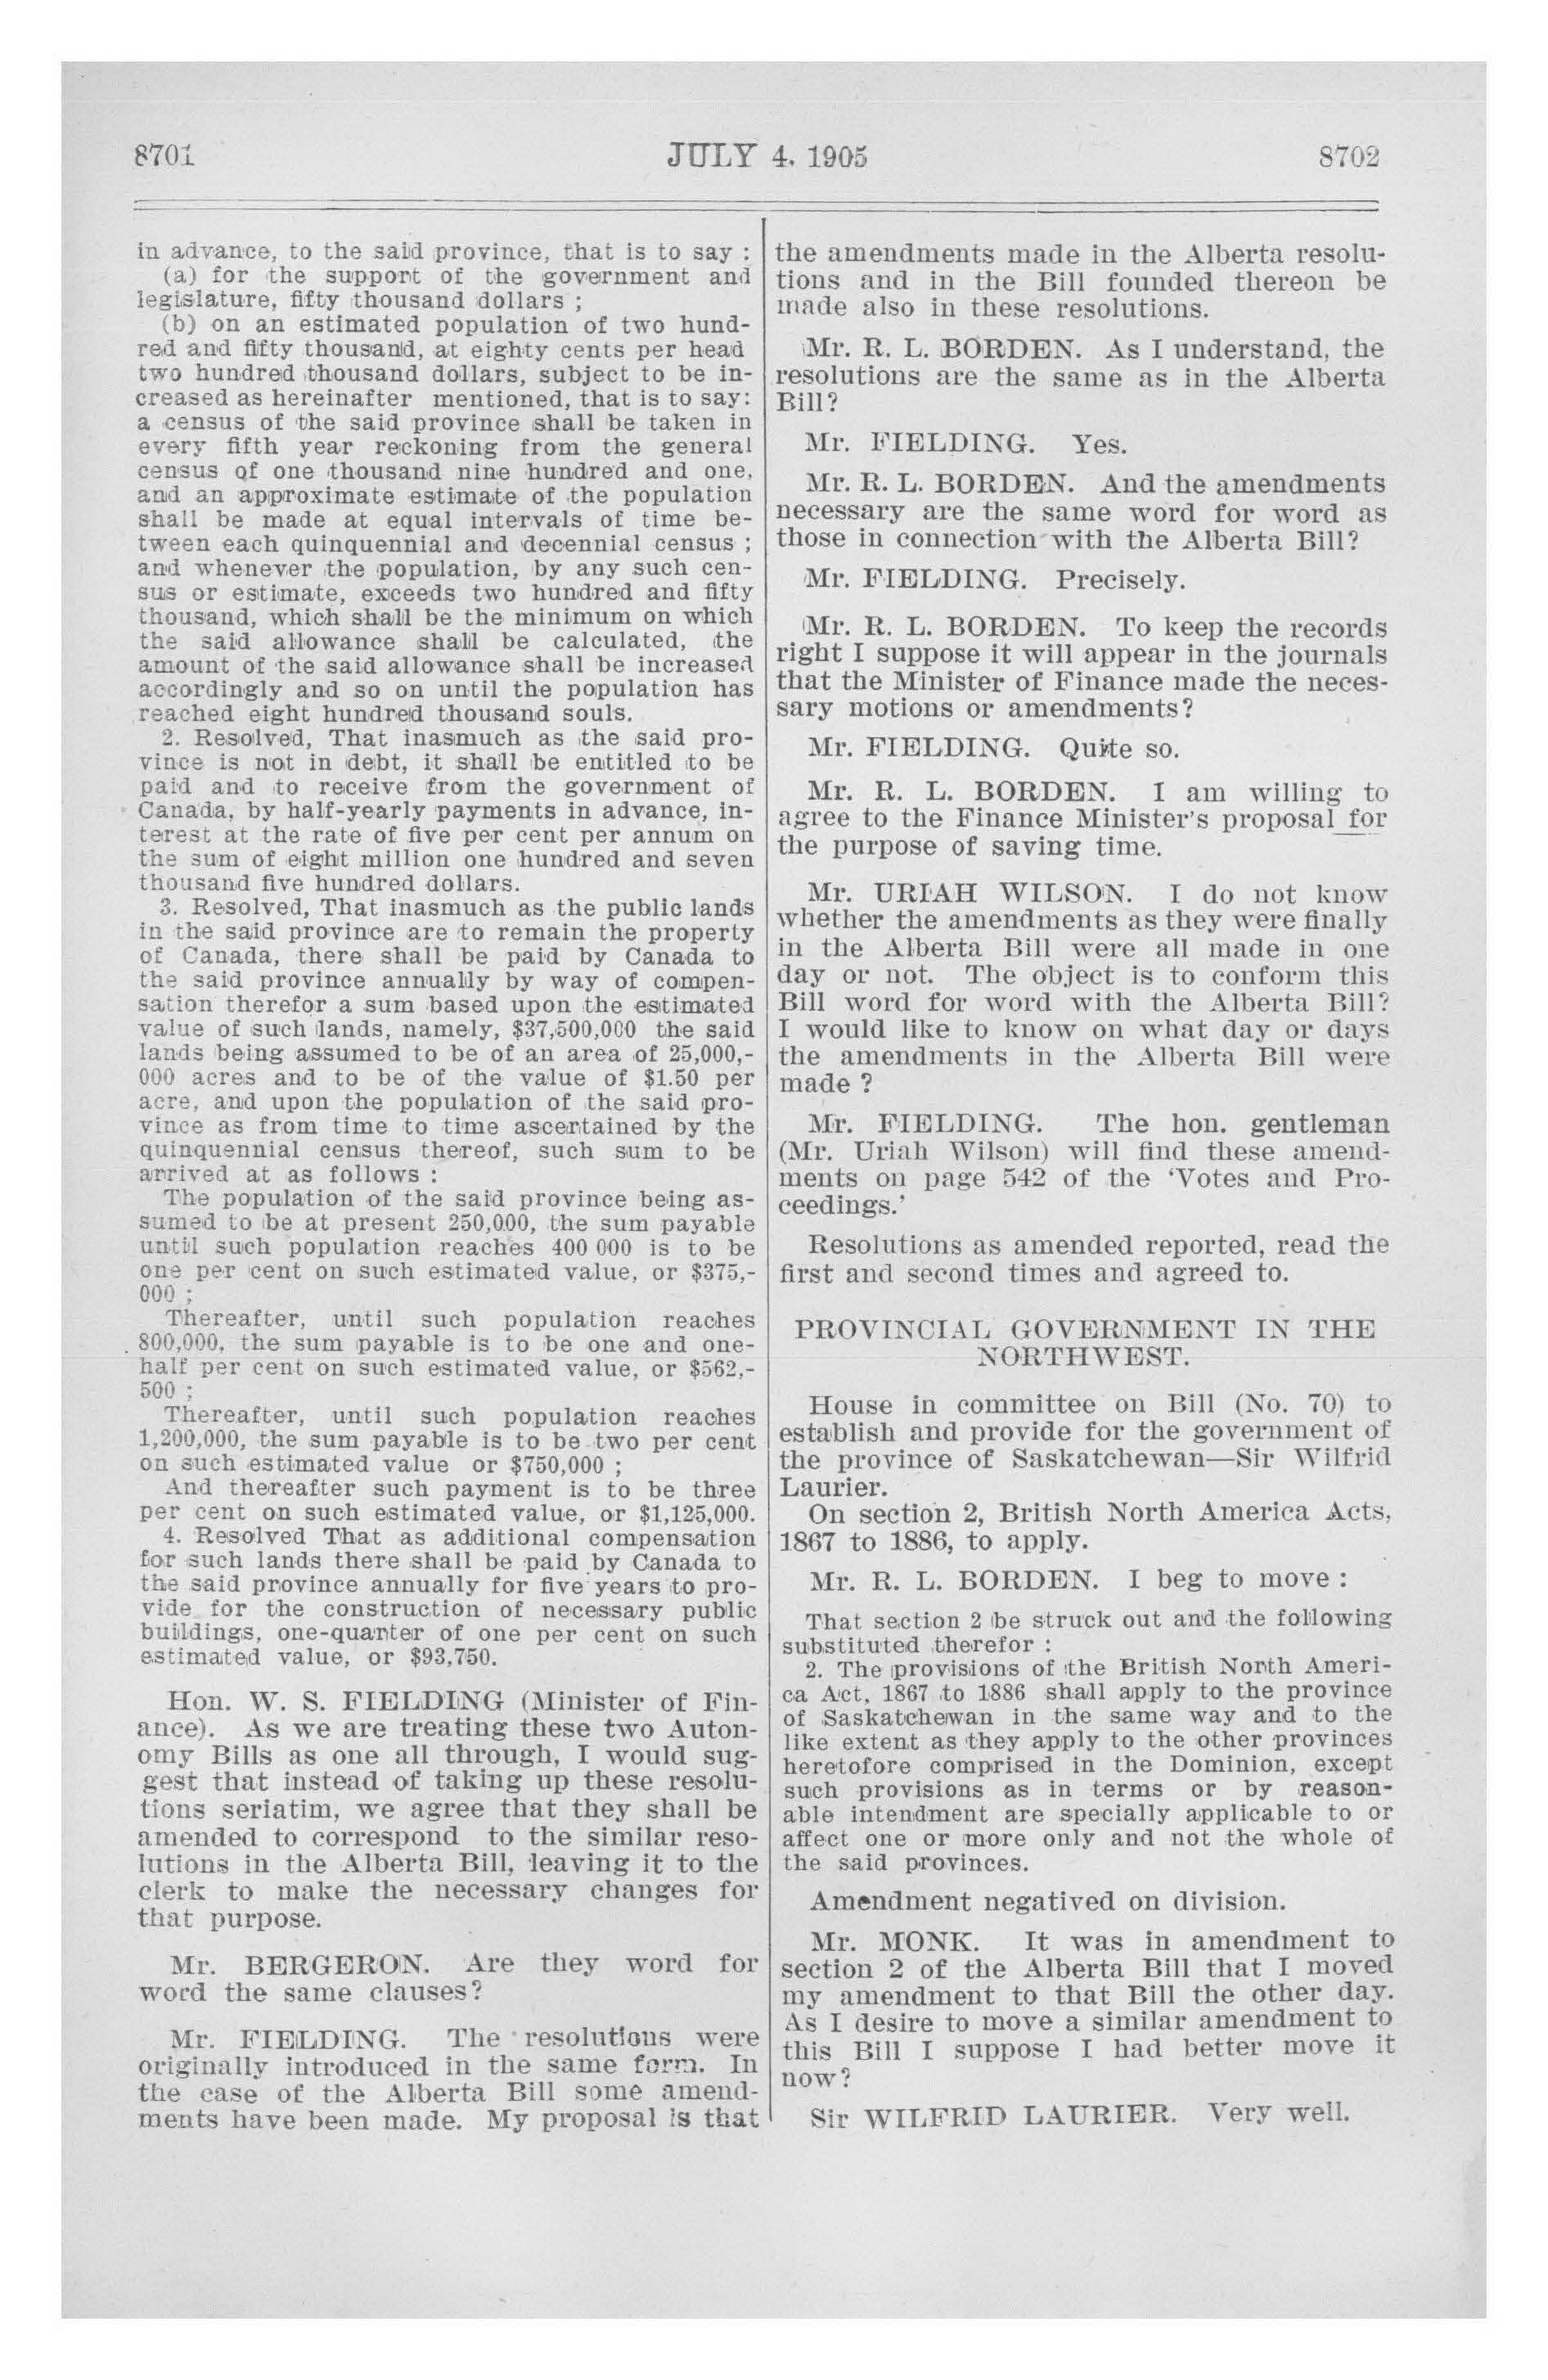 8701 JULY 4. 1905 8702
in advance, to the said province, that is to say :
(a) for the support of the government and
legislature, fifty thousand dollars ;
(b) on an estimated population of two hund-
red and fifty thousand, at eighty cents per head
two hundred thousand dollars, subject to be in-
creased as hereinafter mentioned, that is to say:
a census of the said province shall be taken in
every fifth year reckoning from the general
census of one thousand nine hundred and one,
and an approximate estimate of the population
shall be made at equal intervals of time be-
tween each quinquennial and decennial census ;
and whenever the population, by any such cen-
sus or estimate, exceeds two hundred and fifty
thousand, which shall be the minimum on which
the said allowance shall be calculated, the
amount of the said allowance shall be increased
accordingly and so on until the population has
reached eight hundred thousand souls.
2. Resolved, That inasmuch as the said pro-
vince is not in debt, it shall be entitled to be
paid and to receive from the government of
Canada, by half-yearly payments in advance, in-
terest at the rate of five per cent per annum on
the sum of eight million one hundred and seven
thousand five hundred dollars.
3. Resolved, That inasmuch as the public lands
in the said province are to remain the property
of Canada, there shall be paid by Canada to
the said province annually by way of compen-
sation therefor a sum based upon the estimated
value of such lands, namely, $37,500,000 the said
lands being assumed to be of an area of 25,000,-
000 acres and to be of the value of $1.50 per
acre, and upon the population of the said pro-
vince as from time to time ascertained by the
quinquennial census thereof, such sum to be
arrived at as follows :
The population of the said province being as-
sumed to be at present 250,000, the sum payable
until such population reaches 400 000 is to be
one per cent on such estimated value, or $375,-
000 ;
Thereafter, until such population reaches
800,000, the sum payable is to be one and one-
half per cent on such estimated value, or $562,-
500 ;
Thereafter, until such population reaches
1,200,000, the sum payable is to be two per cent
on such estimated value or $750,000 ;
And thereafter such payment is to be three
per cent on such estimated value, or $1,125,000.
4. Resolved That as additional compensation
for such lands there shall be paid by Canada to
the said province annually for five years to pro-
vide for the construction of necessary public
buildings, one-quarter of one per cent on such
estimated value, or $93,750.
Hon. W. S. FIELDING (Minister of Fin-
ance). As we are treating these two Auton-
omy Bills as one all through, I would sug-
gest that instead of taking up these resolu-
tions seriatim, we agree that they shall be
amended to correspond to the similar reso-
lutions in the Alberta Bill, leaving it to the
clerk to make the necessary changes for
that purpose.
Mr. BERGERON. Are they word for
word the same clauses?
Mr. FIELDING. The resolutions were
originally introduced in the same form. In
the case of the Alberta Bill some amend-
ments have been made. My proposal is that
the amendments made in the Alberta resolu-
tions and in the Bill founded thereon be
made also in these resolutions.
Mr. R. L. BORDEN. As I understand, the
resolutions are the same as in the Alberta
Bill?
Mr. FIELDING. Yes.
Mr. R. L. BORDEN. And the amendments
necessary are the same word for word as
those in connection with the Alberta Bill?
Mr. FIELDING. Precisely.
Mr. R. L. BORDEN. To keep the records
right I suppose it will appear in the journals
that the Minister of Finance made the neces-
sary motions or amendments?
Mr. FIELDING. Quite so.
Mr. R. L. BORDEN. I am willing to
agree to the Finance Minister's proposal for
the purpose of saving time.
Mr. URIAH WILSON. I do not know
whether the amendments as they were finally
in the Alberta Bill were all made in one
day or not. The object is to conform this
Bill word for word with the Alberta Bill?
I would like to know on what day or days
the amendments in the Alberta Bill were
made ?
Mr. FIELDING. The hon. gentleman
(Mr. Uriah Wilson) will find these amend-
ments on page 542 of the 'Votes and Pro-
ceedings.'
Resolutions as amended reported, read the
first and second times and agreed to.
PROVINCIAL GOVERNMENT IN THE
NORTHWEST.
House in committee on Bill (No. 70) to
establish and provide for the government of
the province of Saskatchewan—Sir Wilfrid
Laurier.
On section 2, British North America Acts,
1867 to 1886, to apply.
Mr. R. L. BORDEN. I beg to move :
That section 2 be struck out and the following
substituted therefor :
2. The provisions of the British North Ameri-
ca Act, 1867 to 1886 shall apply to the province
of Saskatchewan in the same way and to the
like extent as they apply to the other provinces
heretofore comprised in the Dominion, except
such provisions as in terms or by reason-
able intendment are specially applicable to or
affect one or more only and not the whole of
the said provinces.
Amendment negatived on division.
Mr. MONK. It was in amendment to
section 2 of the Alberta Bill that I moved
my amendment to that Bill the other day.
As I desire to move a similar amendment to
this Bill I suppose I had better move it
now?
Sir WILFRID LAURIER. Very well.